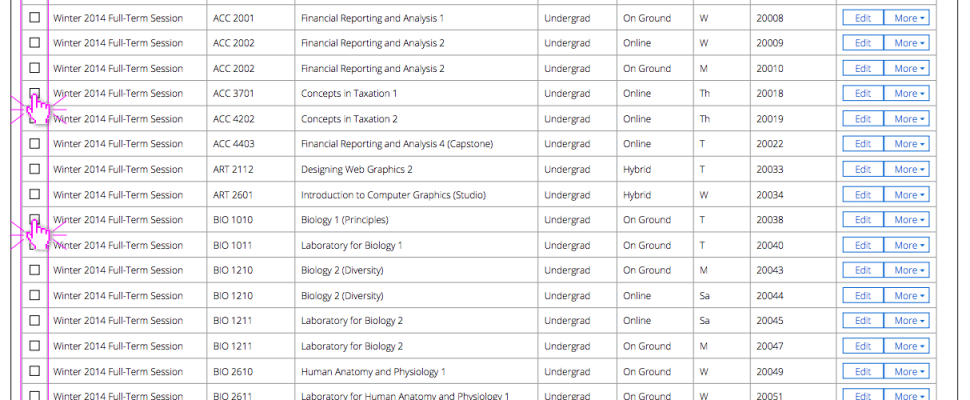 Winter 2014 Full-Term Session ACC 2001 Financial Reporting and Analysis 1 Undergrad On Ground W 20008 Edit More
Winter 2014 Full-Term Session ACC 2002 Financial Reporting and Analysis 2 Undergrad Online W 20009 Edit More
Winter 2014 Full-Term Session ACC 2002 Financial Reporting and Analysis 2 Undergrad On Ground M 20010 Edit More
Winter 2014 Full-Term Session ACC 3701 Concepts in Taxation 1 Undergrad Online Th 20018 Edit More
Winter 2014 Full-Term Session ACC 4202 Concepts in Taxation 2 Undergrad Online Th 20019 Edit More
Winter 2014 Full-Term Session ACC 4403 Financial Reporting and Analysis 4 (Capstone) Undergrad Online T 20022 Edit More
Winter 2014 Full-Term Session ART 2112 Designing Web Graphics 2 Undergrad Hybrid T 20033 Edit More
Winter 2014 Full-Term Session ART 2601 Introduction to Computer Graphics (Studio) Undergrad Hybrid W 20034 Edit More
Winter 2014 Full-Term Session BIO 1010 Biology 1 (Principles) Undergrad On Ground T 20038 Edit More
Winter 2014 Full-Term Session BIO 1011 Laboratory for Biology 1 Undergrad On Ground T 20040 Edit More
Winter 2014 Full-Term Session BIO 1210 Biology 2 (Diversity) Undergrad On Ground M 20043 Edit More
Winter 2014 Full-Term Session BIO 1210 Biology 2 (Diversity) Undergrad Online Sa 20044 Edit More
Winter 2014 Full-Term Session BIO 1211 Laboratory for Biology 2 Undergrad Online Sa 20045 Edit More
Winter 2014 Full-Term Session BIO 1211 Laboratory for Biology 2 Undergrad On Ground M 20047 Edit More
Winter 2014 Full-Term Session BIO 2610 Human Anatomy and Physiology 1 Undergrad On Ground W 20049 Edit More
Winter 2014 Full-Term Session BIO 2611 Laboratory for Human Anatomy and Physiology 1 Undergrad On Ground W 20051 Edit More